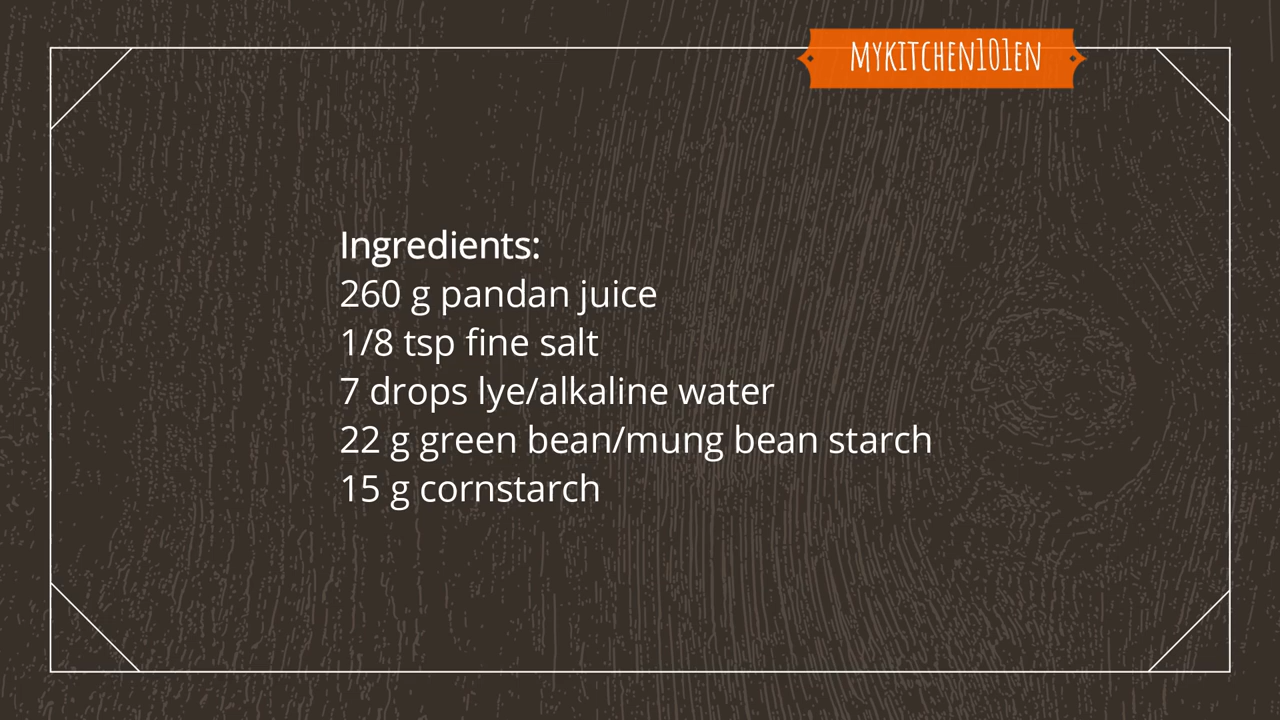 MYKITCHEN101EN
Ingredients:
260 g pandan juice
1/8 tsp fine salt
7 drops lye/alkaline water
22 g green bean/mung bean starch
15 g cornstarch